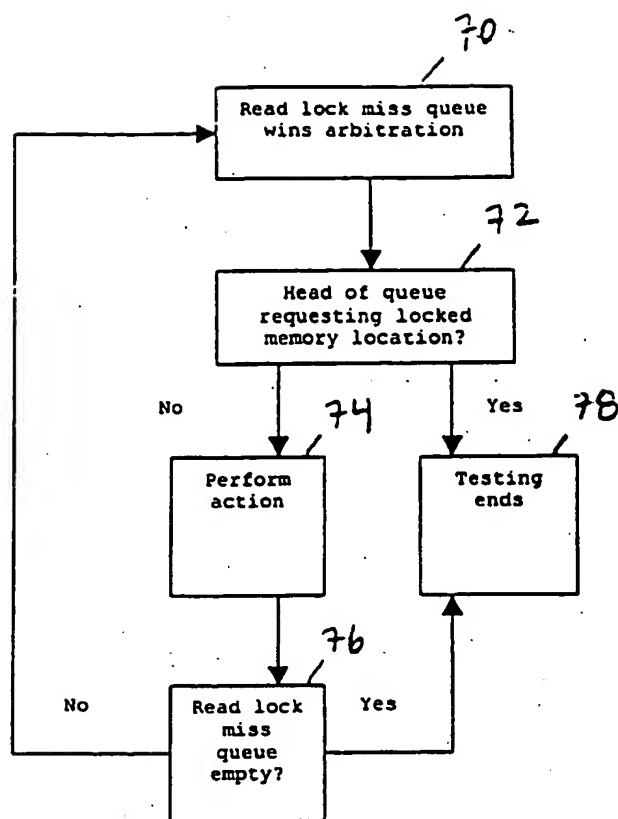 70
Read lock miss queue
wins arbitration
72
Head of queue
requesting locked
memory location?
No
74
Yes
78
Perform
action
Testing
ends
76
No
Read lock
miss
queue
empty?
Yes